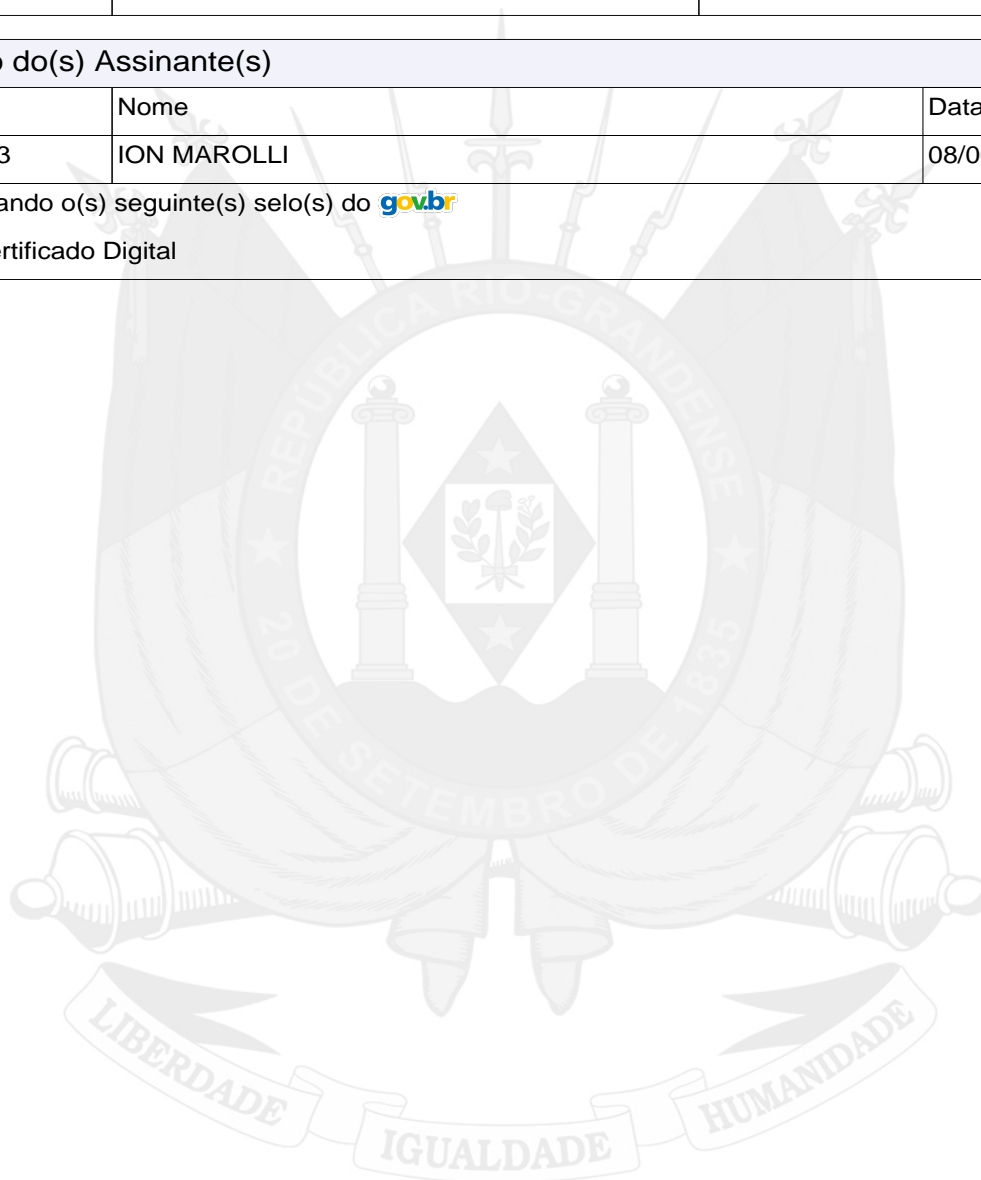 o do(s) Assinante(s)
Nome Data
3 ION MAROLLI 08/0
ando o(s) seguinte(s) selo(s) do gov.br
ertificado Digital
REPÚBLICA RIO-GRANDENSE
20 DE SETEMBRO DE 1835
LIBERDADE IGUALDADE HUMANIDADE